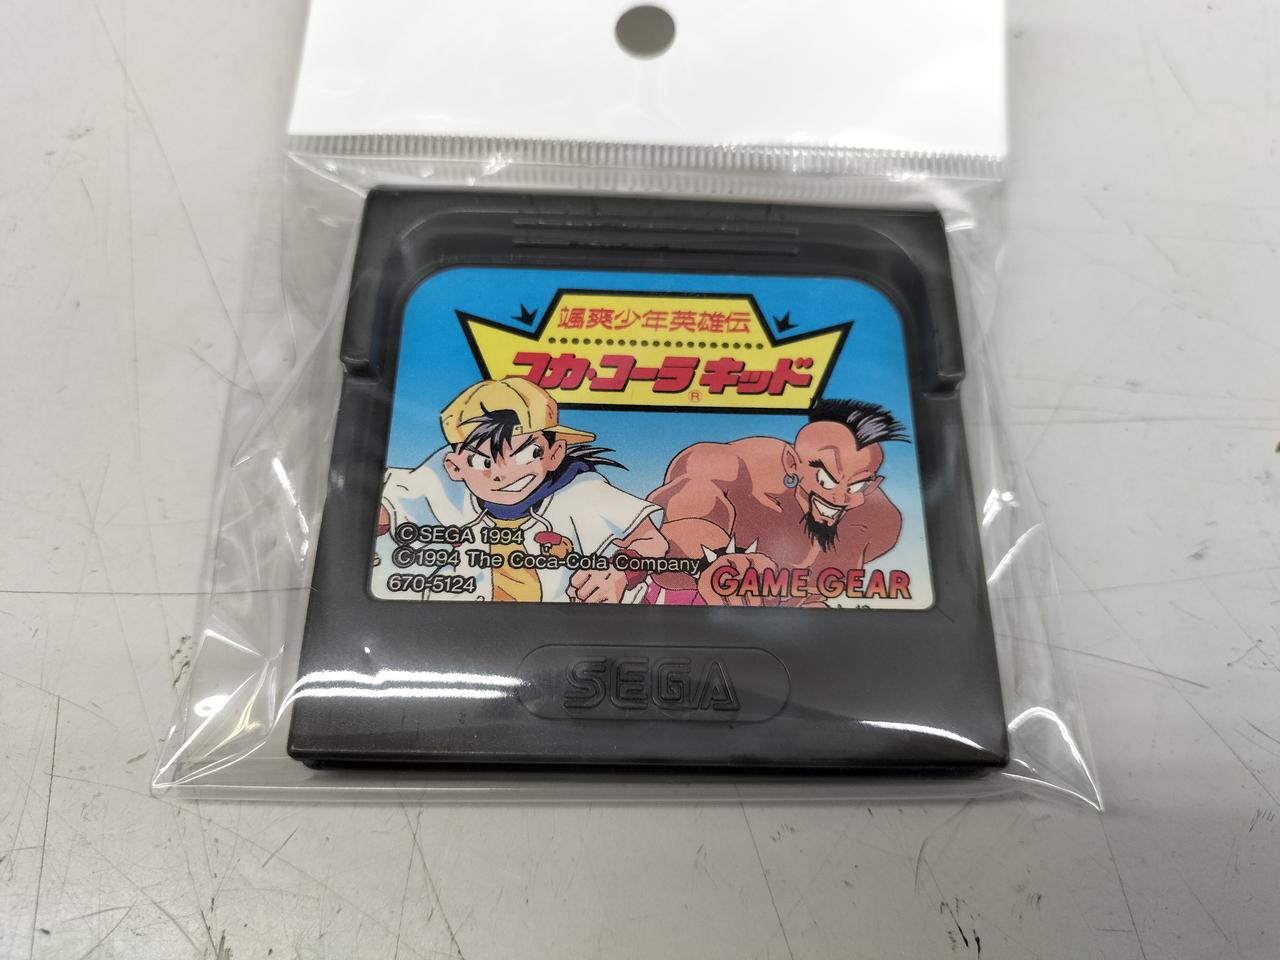 颯爽少年英雄伝
コカ・コーラ キッド
®
©SEGA 1994
©1994 The Coca-Cola Company
670-5124
GAME GEAR
SEGA